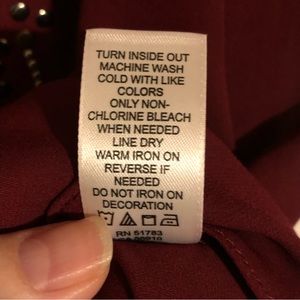 TURN INSIDE OUT
MACHINE WASH
COLD WITH LIKE
COLORS
ONLY NON-
CHLORINE BLEACH
WHEN NEEDED
LINE DRY
WARM IRON ON
REVERSE IF
NEEDED
DO NOT IRON ON
DECORATION
RN 51783